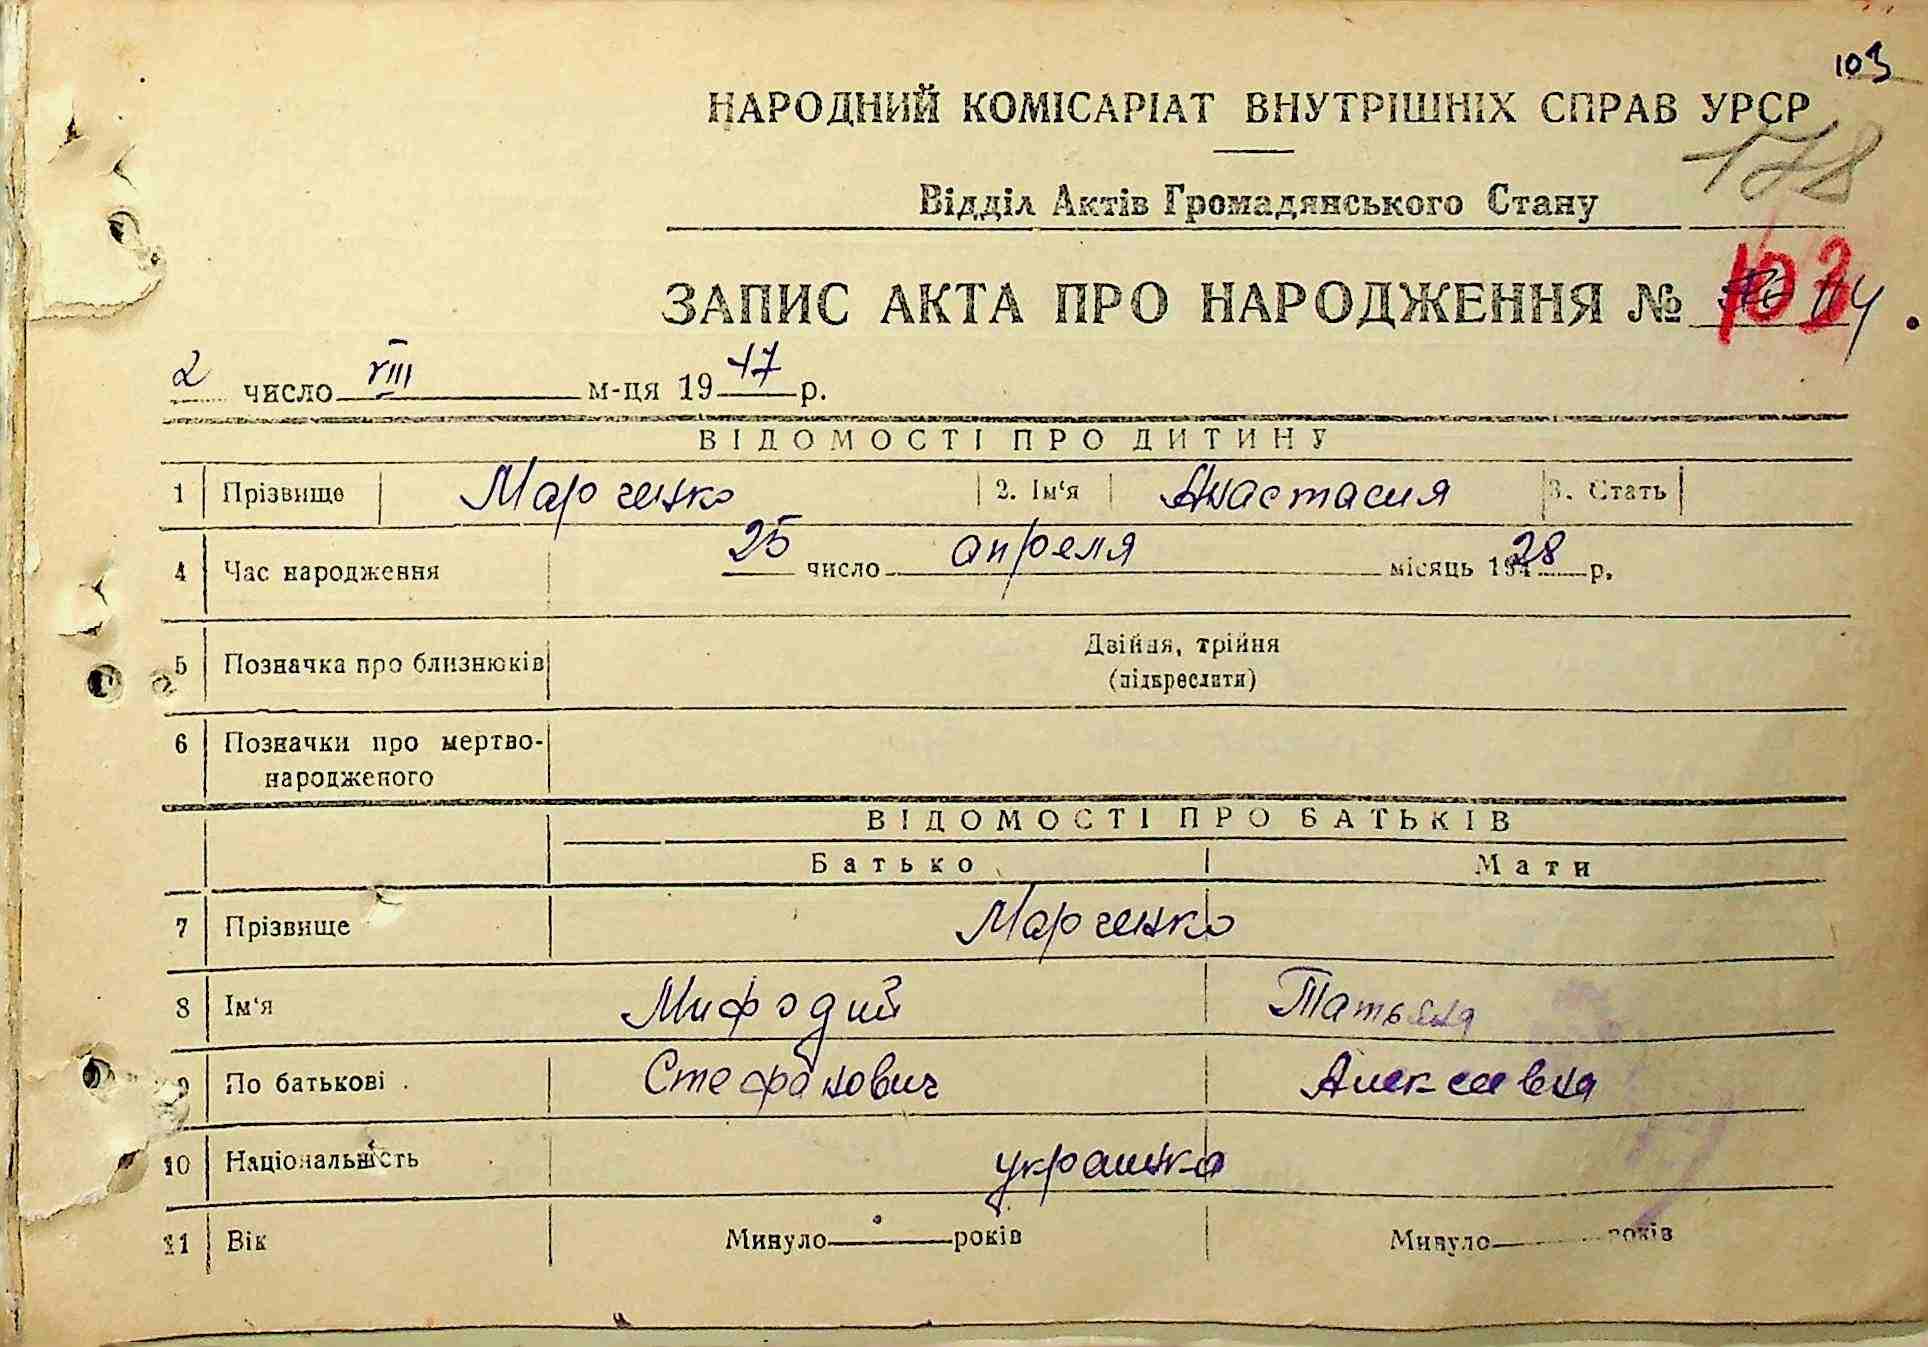 103
НАРОДНИЙ КОМІСАРІАТ ВНУТРІШНІХ СПРАВ УРСР
178
Відділ Актів Громадянського Стану
ЗАПИС АКТА ПРО НАРОДЖЕННЯ № 103
2 число VIII м-ця 1947 р.
ВІДОМОСТІ ПРО ДИТИНУ
1 Прізвище Марченко 2. Ім'я Анастасия 3. Стать
4 Час народження 25 число апреля місяць 1928 р.
5 Позначка про близнюків Двійня, трійня
(підкреслити)
6 Позначки про мертво-
народженого
ВІДОМОСТІ ПРО БАТЬКІВ
Батько Мати
7 Прізвище Марченко
8 Ім'я Мифодий Татьяна
9 По батькові Стефанович Алексеевна
10 Національність
11 Вік Минуло року Минуло років